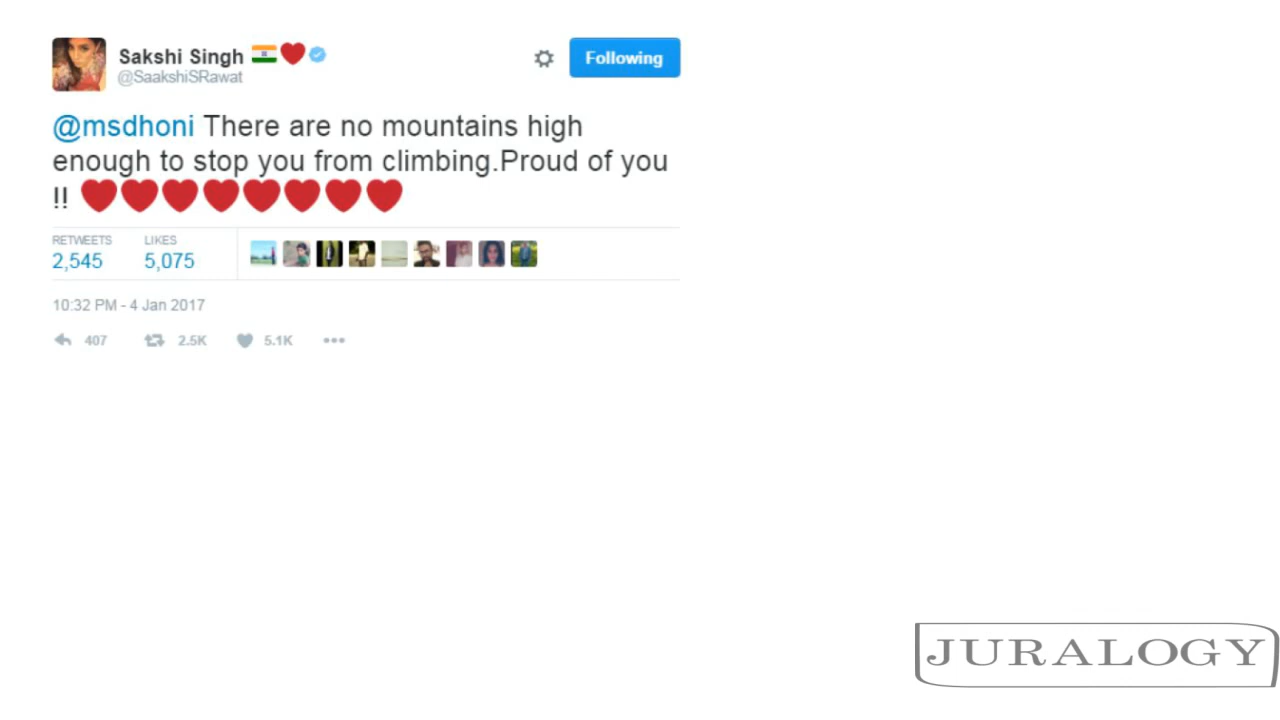 Sakshi Singh 🇮🇳❤️
@SaakshiSRawat
Following
@msdhoni There are no mountains high
enough to stop you from climbing.Proud of you
!! ❤️❤️❤️❤️❤️❤️❤️❤️
RETWEETS LIKES
2,545 5,075
10:32 PM - 4 Jan 2017
407 2.5K 5.1K
JURALOGY